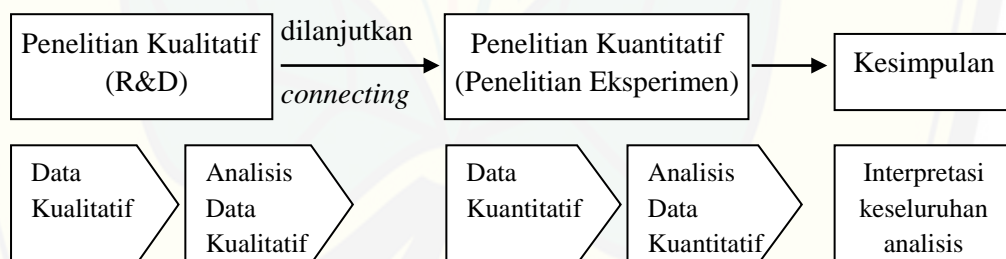 Penelitian Kualitatif
(R&D)
dilanjutkan
connecting
Penelitian Kuantitatif
(Penelitian Eksperimen)
Kesimpulan
Data
Kualitatif
Analisis
Data
Kualitatif
Data
Kuantitatif
Analisis
Data
Kuantitatif
Interpretasi
keseluruhan
analisis